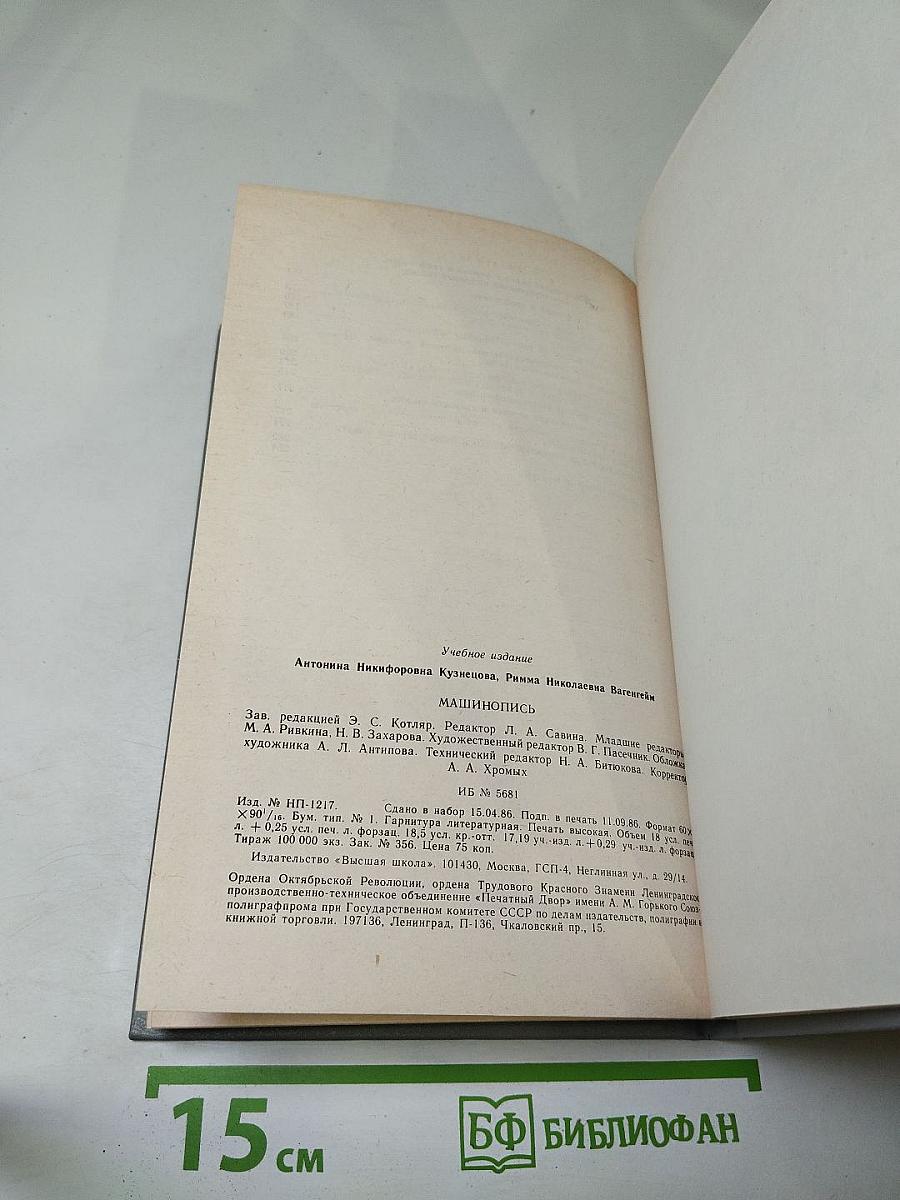 Учебное издание
Антонина Никифоровна Кузнецова, Римма Николаевна Вагенгейм
МАШИНОПИСЬ
Зав. редакцией Э. С. Котляр. Редактор Л. А. Савина. Младшие редакторы
М. А. Ривкина, Н. В. Захарова. Художественный редактор В. Г. Пасечник. Обложка
художника А. Л. Антипова. Технический редактор Н. А. Битюкова. Корректор
А. А. Хромых
ИБ № 5681
Изд. № НП-1217. Сдано в набор 15.04.86. Подп. в печать 11.09.86. Формат 60×
×90¹/₁₆. Бум. тип. № 1. Гарнитура литературная. Печать высокая. Объем 18 усл. печ.
л. + 0,25 усл. печ. л. форзац. 18,5 усл. кр.-отт. 17,19 уч.-изд. л. + 0,29 уч.-изд. л. форзац.
Тираж 100 000 экз. Зак. № 356. Цена 75 коп.
Издательство «Высшая школа», 101430, Москва, ГСП-4, Неглинная ул., д. 29/14.
Ордена Октябрьской Революции, ордена Трудового Красного Знамени Ленинградское
производственно-техническое объединение «Печатный Двор» имени А. М. Горького Союз-
полиграфпрома при Государственном комитете СССР по делам издательств, полиграфии и
книжной торговли. 197136, Ленинград, П-136, Чкаловский пр., 15.
15 см БФ БИБЛИОФАН